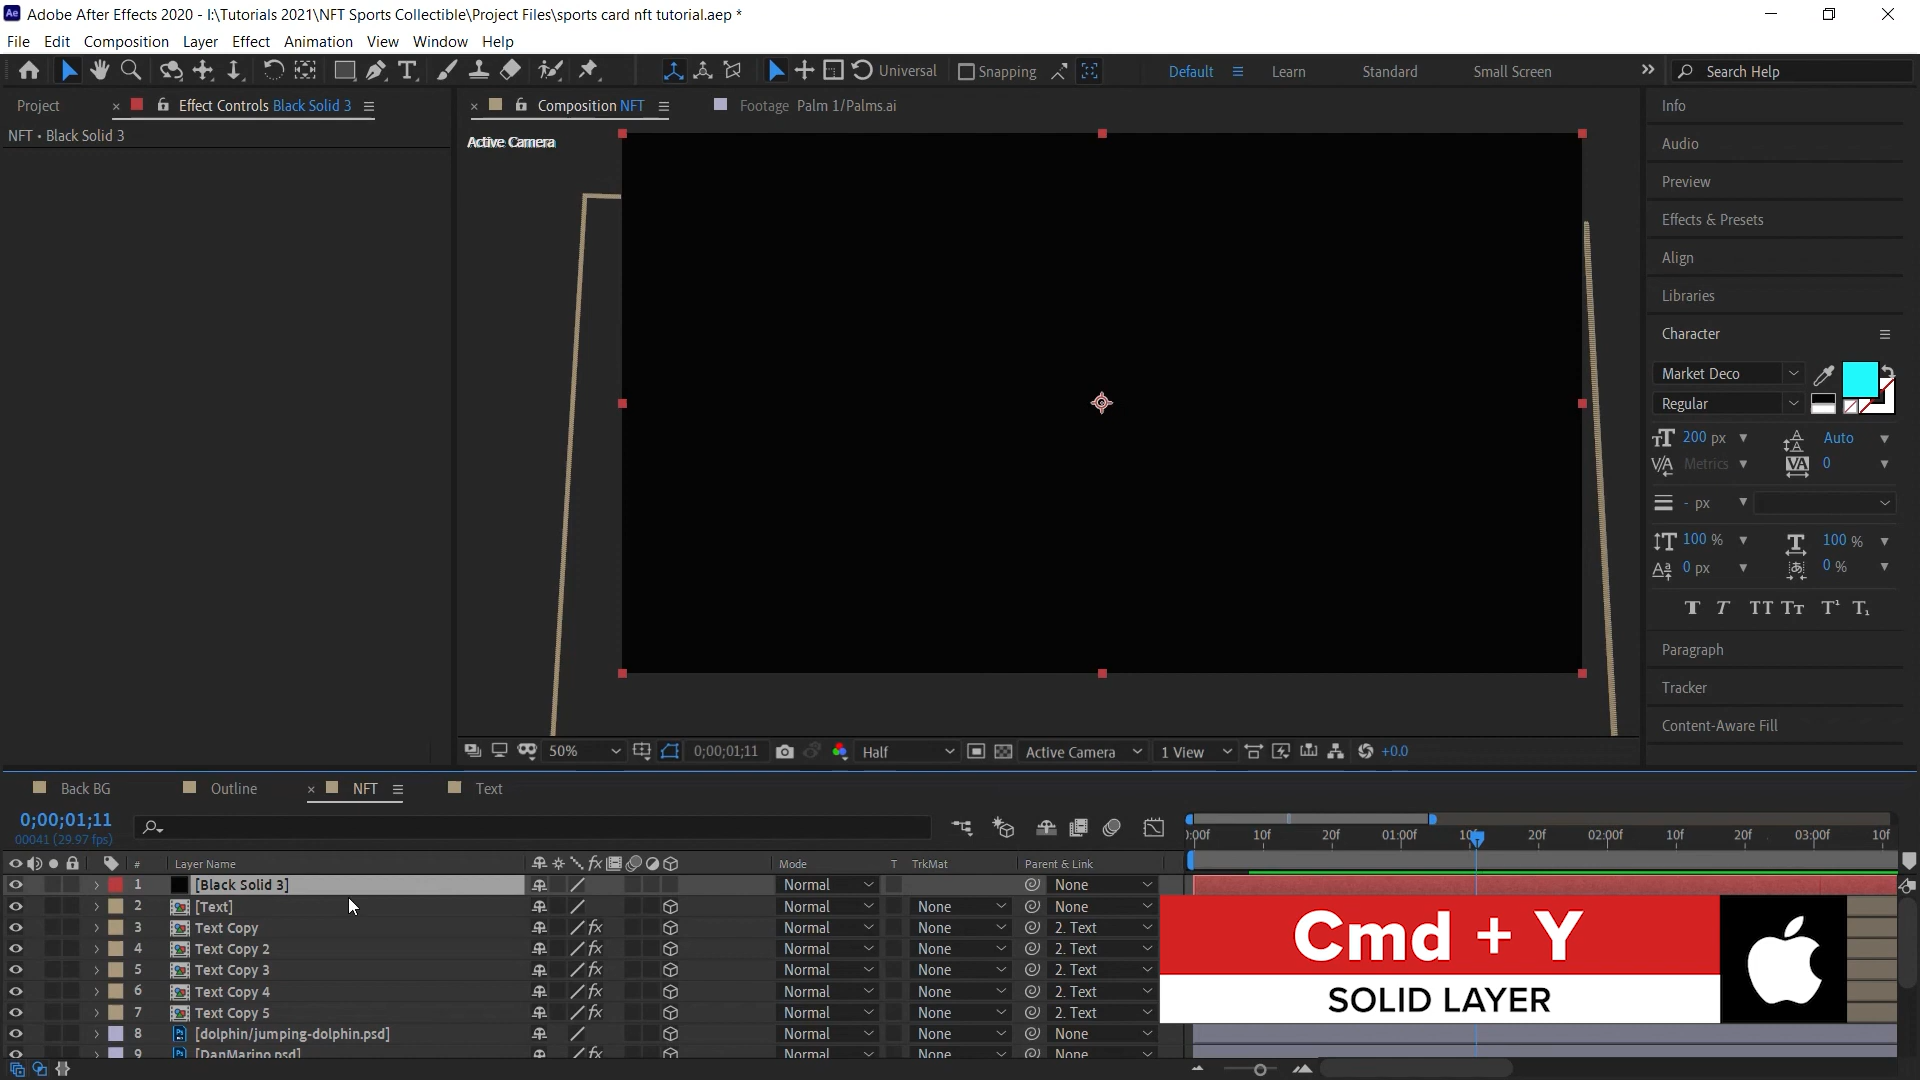 Adobe After Effects 2020 - I:\Tutorials 2021\NFT Sports Collectible\Project Files\sports card nft tutorial.aep *
File Edit Composition Layer Effect Animation View Window Help
Universal Snapping Default Learn Standard Small Screen Search Help
Project Effect Controls Black Solid 3 Composition NFT Footage Palm 1/Palms.ai Info
NFT • Black Solid 3
Active Camera
Audio
Preview
Effects & Presets
Align
Libraries
Character
Market Deco
Regular
200 px Auto
Metrics 0
- px
100 % 100 %
0 px 0 %
T T TT Tт T¹ T₁
Paragraph
Tracker
Content-Aware Fill
50% 0;00;01;11 Half Active Camera 1 View +0.0
Back BG Outline NFT Text
0;00;01;11
00041 (29.97 fps)
):00f 10f 20f 01:00f 10f 20f 02:00f 10f 20f 03:00f 10f
# Layer Name Mode T TrkMat Parent & Link
1 [Black Solid 3] Normal None
2 [Text] Normal None None
3 Text Copy Normal None 2. Text
4 Text Copy 2 Normal None 2. Text
5 Text Copy 3 Normal None 2. Text
6 Text Copy 4 Normal None 2. Text
7 Text Copy 5 Normal None 2. Text
8 [dolphin/jumping-dolphin.psd] Normal None None
9 [DanMarino.psd] Normal None None
Cmd + Y
SOLID LAYER